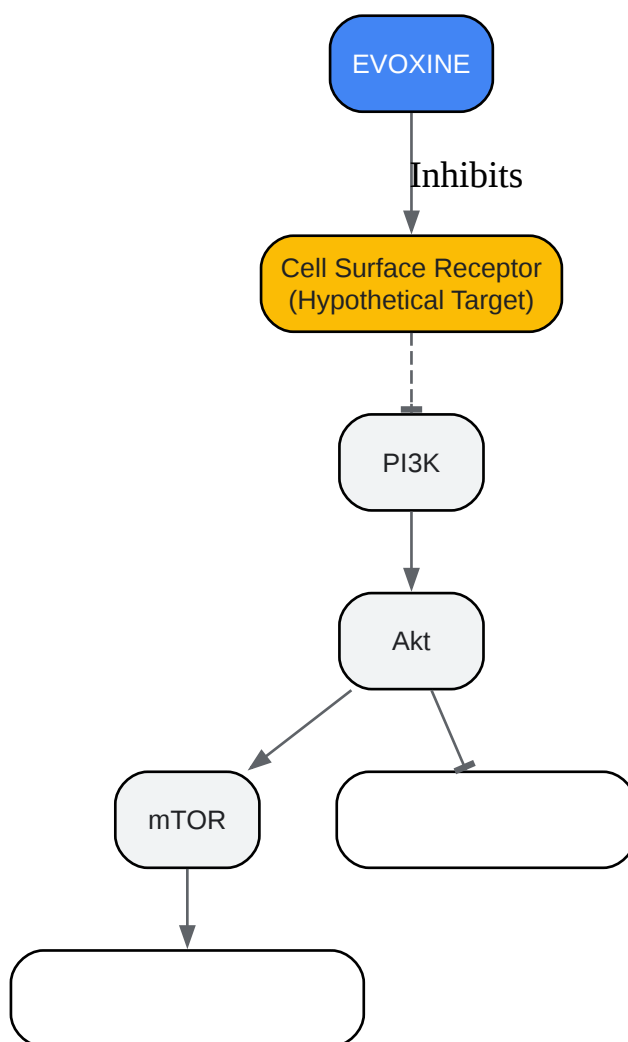 EVOXINE
Inhibits
Cell Surface Receptor
(Hypothetical Target)
PI3K
Akt
mTOR